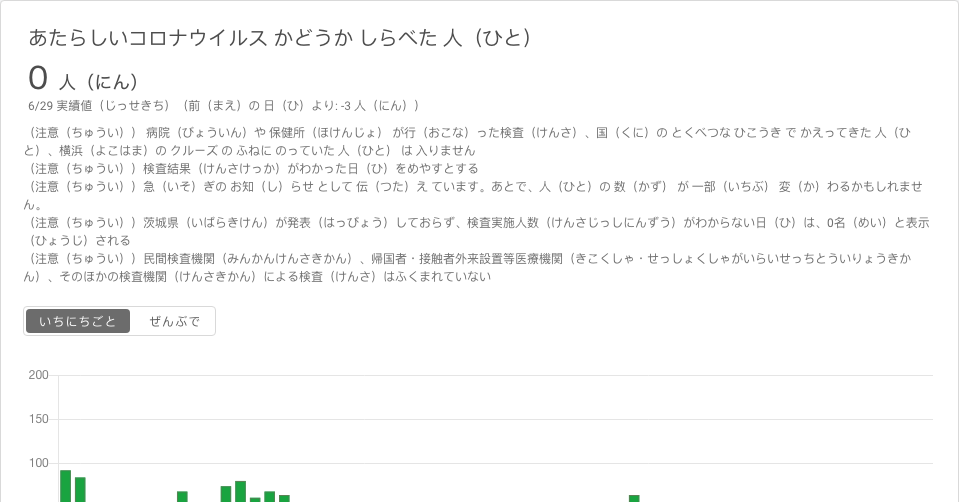 あたらしいコロナウイルス かどうか しらべた 人（ひと）
0 人（にん）
6/29 実績値（じっせきち）（前（まえ）の 日（ひ）より: -3 人（にん））
（注意（ちゅうい）） 病院（びょういん）や 保健所（ほけんじょ） が行（おこな）った検査（けんさ）、国（くに）の とくべつな ひこうき で かえってきた 人（ひ
と）、横浜（よこはま）の クルーズ の ふねに のっていた 人（ひと） は 入りません
（注意（ちゅうい））検査結果（けんさけっか）がわかった日（ひ）をめやすとする
（注意（ちゅうい））急（いそ）ぎの お知（し）らせ として 伝（つた）え ています。あとで、人（ひと）の 数（かず） が 一部（いちぶ） 変（か）わるかもしれませ
ん。
（注意（ちゅうい））茨城県（いばらきけん）が発表（はっぴょう）しておらず、検査実施人数（けんさじっしにんずう）がわからない日（ひ）は、0名（めい）と表示
（ひょうじ）される
（注意（ちゅうい））民間検査機関（みんかんけんさきかん）、帰国者・接触者外来設置等医療機関（きこくしゃ・せっしょくしゃがいらいせっちとういりょうきか
ん）、そのほかの検査機関（けんさきかん）による検査（けんさ）はふくまれていない
いちにちごと ぜんぶで
200
150
100